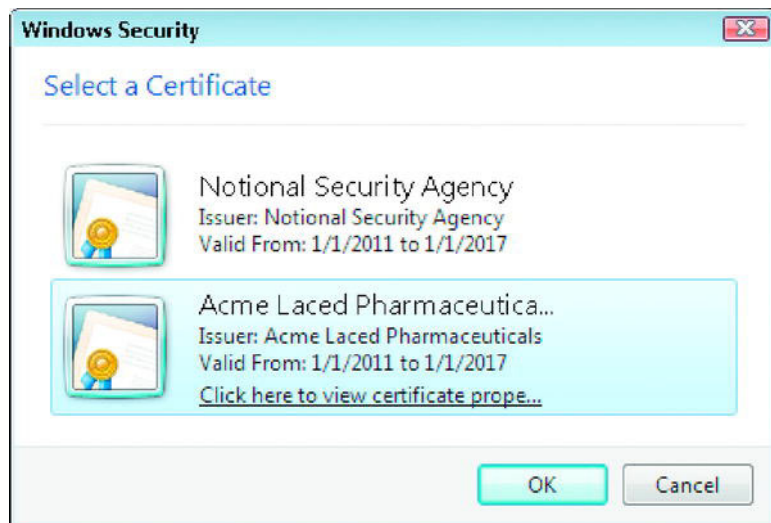 Windows Security
Select a Certificate
Notional Security Agency
Issuer: Notional Security Agency
Valid From: 1/1/2011 to 1/1/2017
Acme Laced Pharmaceutica...
Issuer: Acme Laced Pharmaceuticals
Valid From: 1/1/2011 to 1/1/2017
Click here to view certificate prope...
OK Cancel